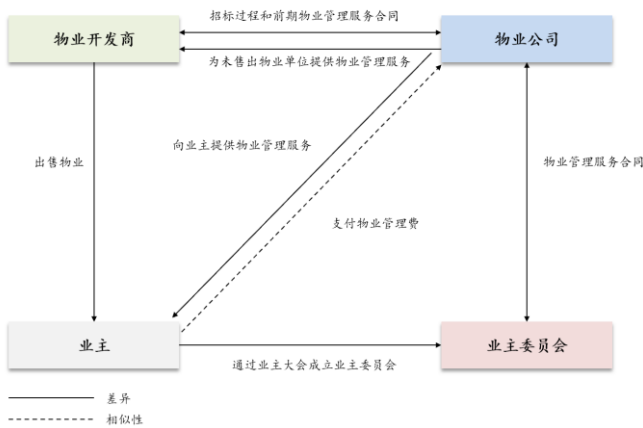 招标过程和前期物业管理服务合同
物业开发商
物业公司
为未售出物业单位提供物业管理服务
向业主提供物业管理服务
出售物业
物业管理服务合同
支付物业管理费
业主
业主委员会
通过业主大会成立业主委员会
差异
相似性